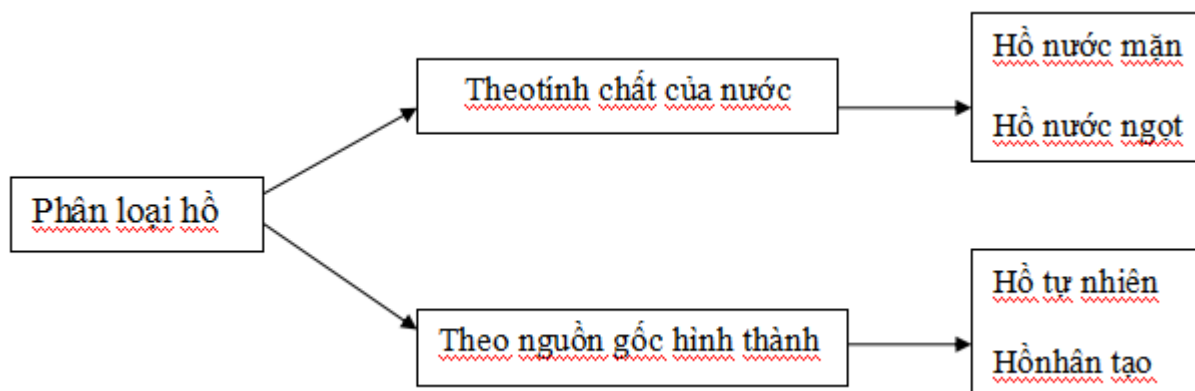 Phân loại hồ
Theotính chất của nước
Hồ nước mặn
Hồ nước ngọt
Theo nguồn gốc hình thành
Hồ tự nhiên
Hồnhân tạo